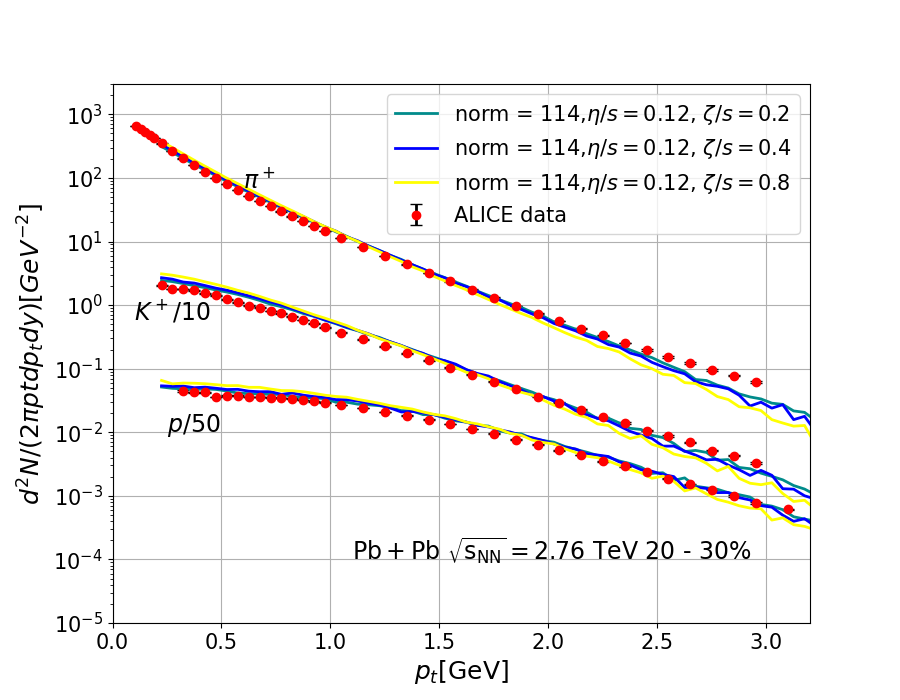 norm = 114,η/s = 0.12, ζ/s = 0.2
norm = 114,η/s = 0.12, ζ/s = 0.4
norm = 114,η/s = 0.12, ζ/s = 0.8
ALICE data
π⁺
K⁺/10
p/50
Pb + Pb √s_NN = 2.76 TeV 20 - 30%
d²N/(2πptdp_tdy)[GeV⁻²]
10³
10²
10¹
10⁰
10⁻¹
10⁻²
10⁻³
10⁻⁴
10⁻⁵
0.0 0.5 1.0 1.5 2.0 2.5 3.0
p_t[GeV]